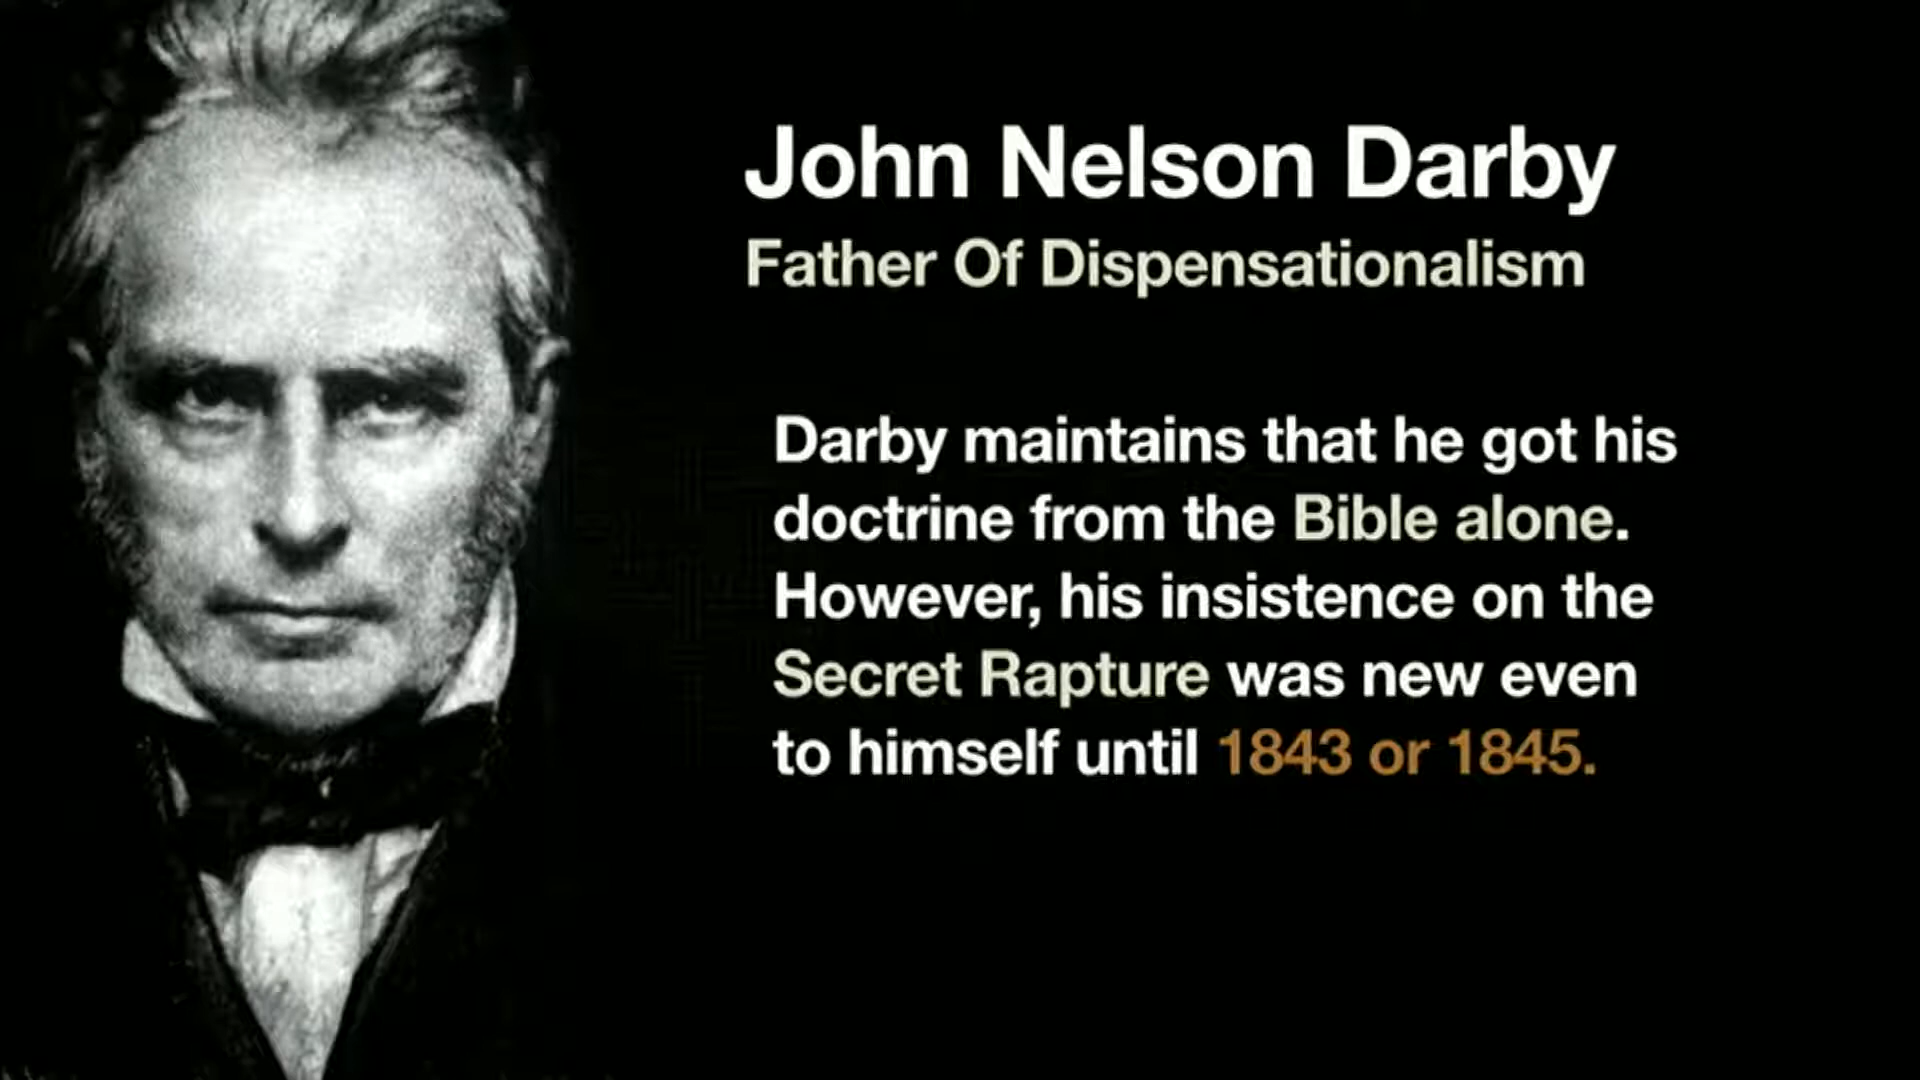 John Nelson Darby
Father Of Dispensationalism
Darby maintains that he got his
doctrine from the Bible alone.
However, his insistence on the
Secret Rapture was new even
to himself until 1843 or 1845.